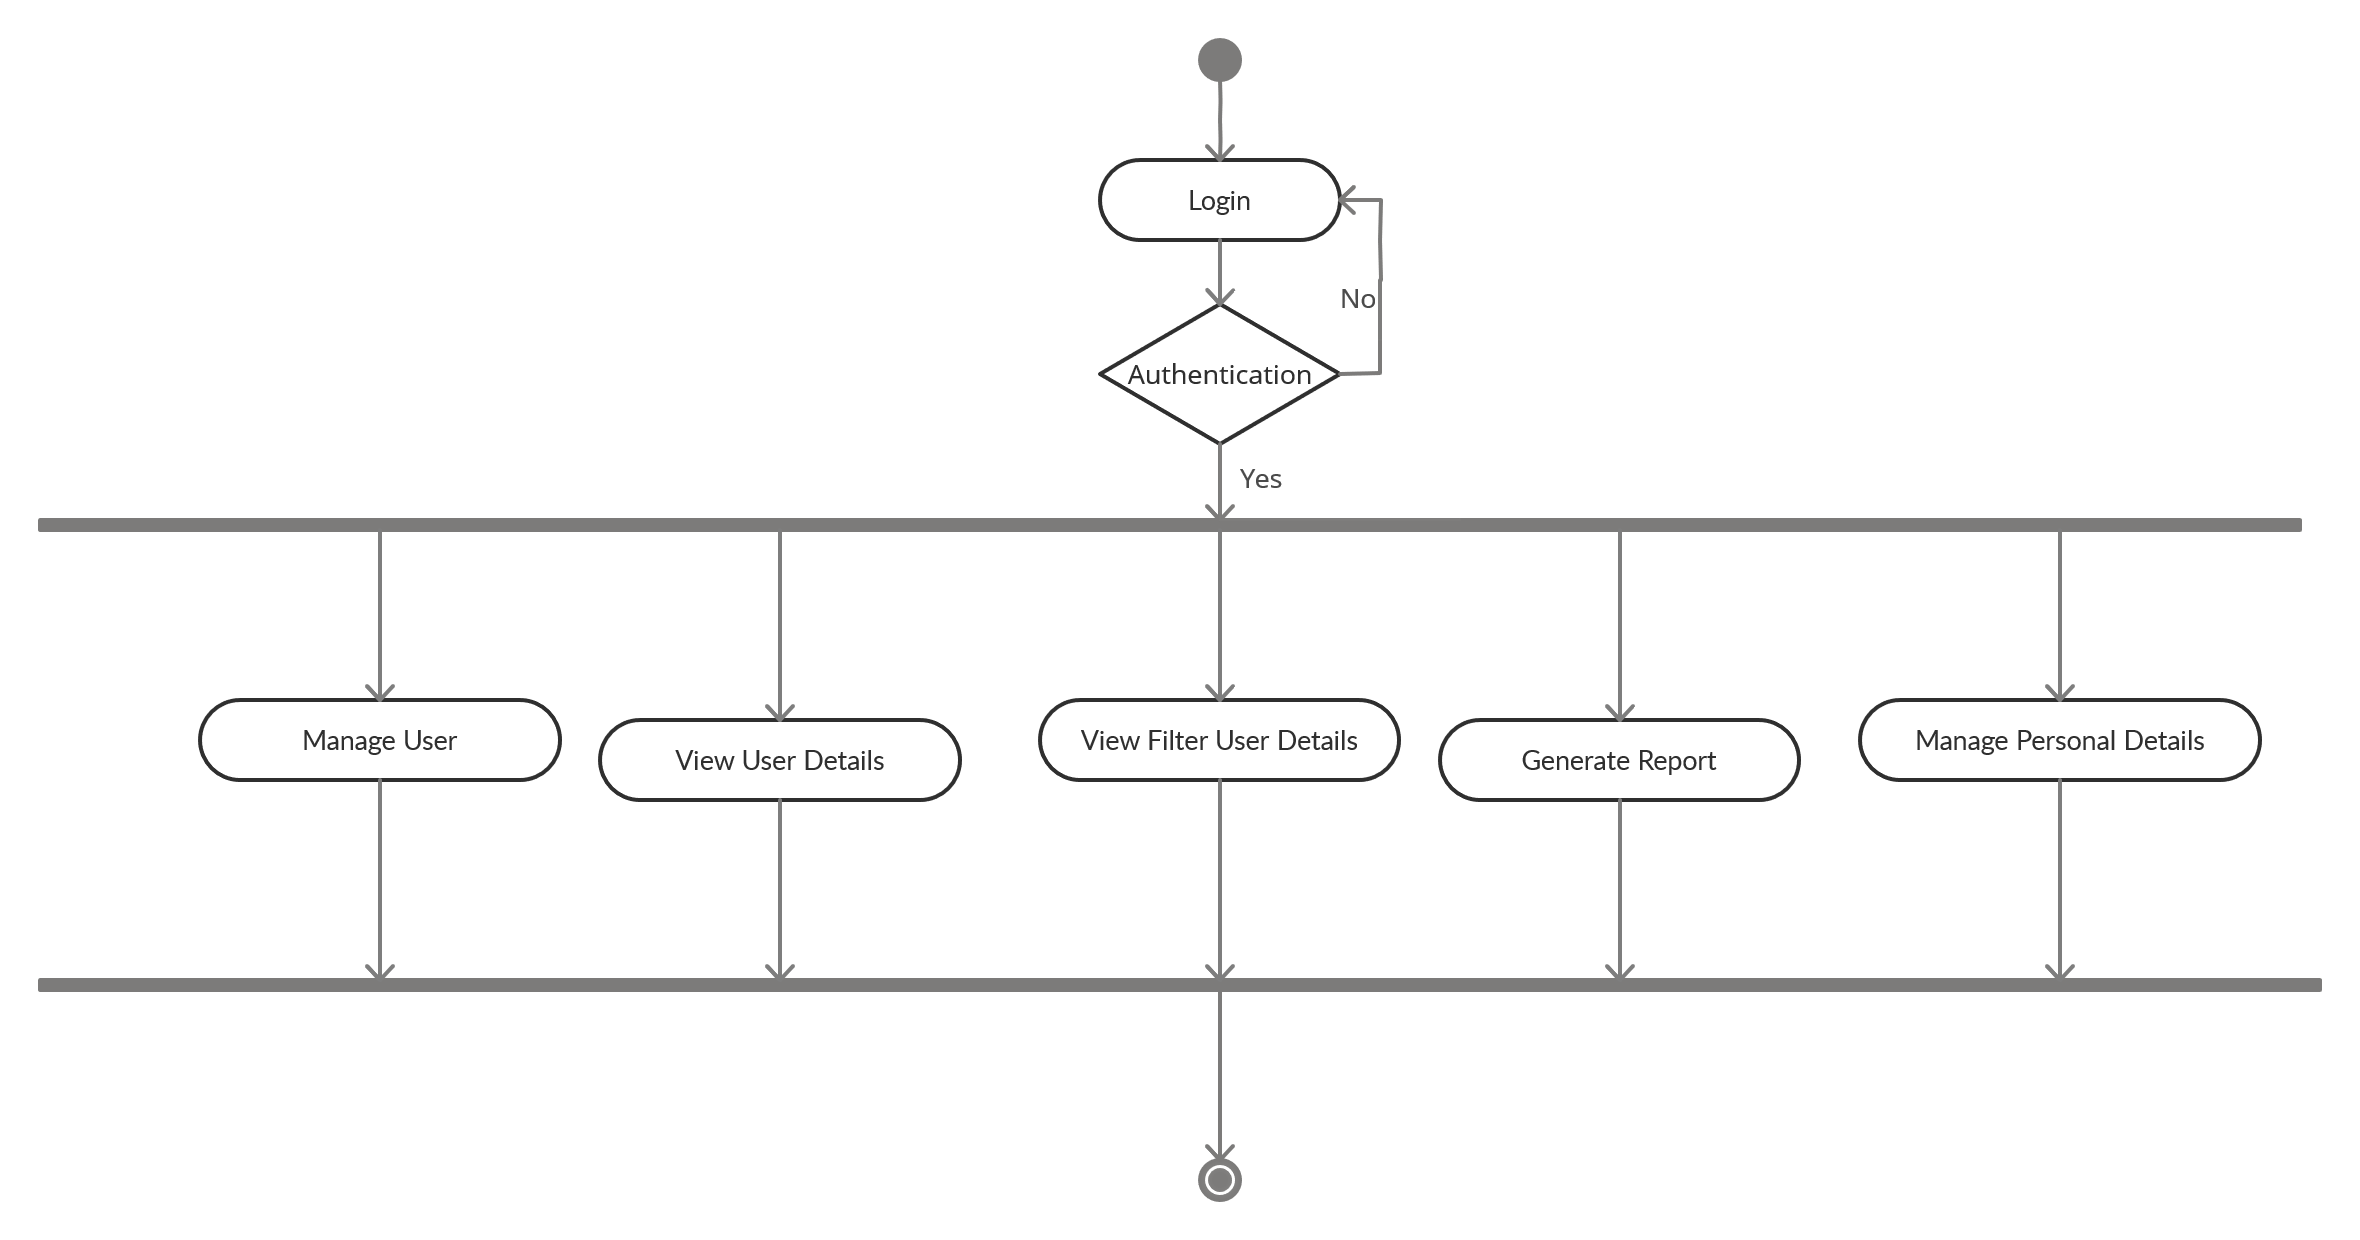 Login
No
Authentication
Yes
Manage User
View User Details
View Filter User Details
Generate Report
Manage Personal Details